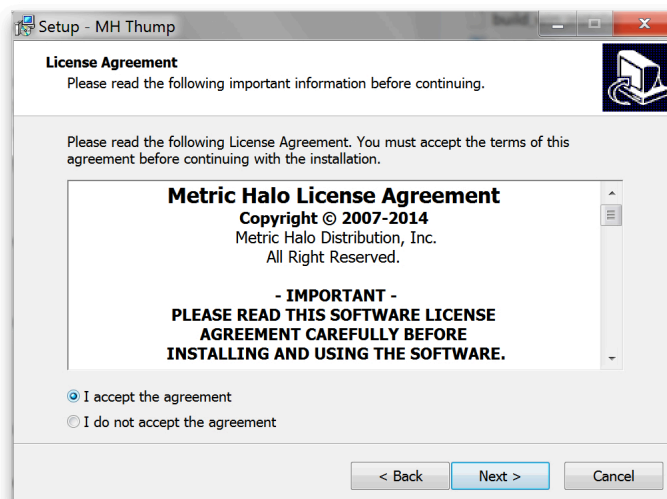 build
Setup - MH Thump
License Agreement
Please read the following important information before continuing.
Please read the following License Agreement. You must accept the terms of this
agreement before continuing with the installation.
Metric Halo License Agreement
Copyright © 2007-2014
Metric Halo Distribution, Inc.
All Right Reserved.
- IMPORTANT -
PLEASE READ THIS SOFTWARE LICENSE
AGREEMENT CAREFULLY BEFORE
INSTALLING AND USING THE SOFTWARE.
I accept the agreement
I do not accept the agreement
< Back Next > Cancel